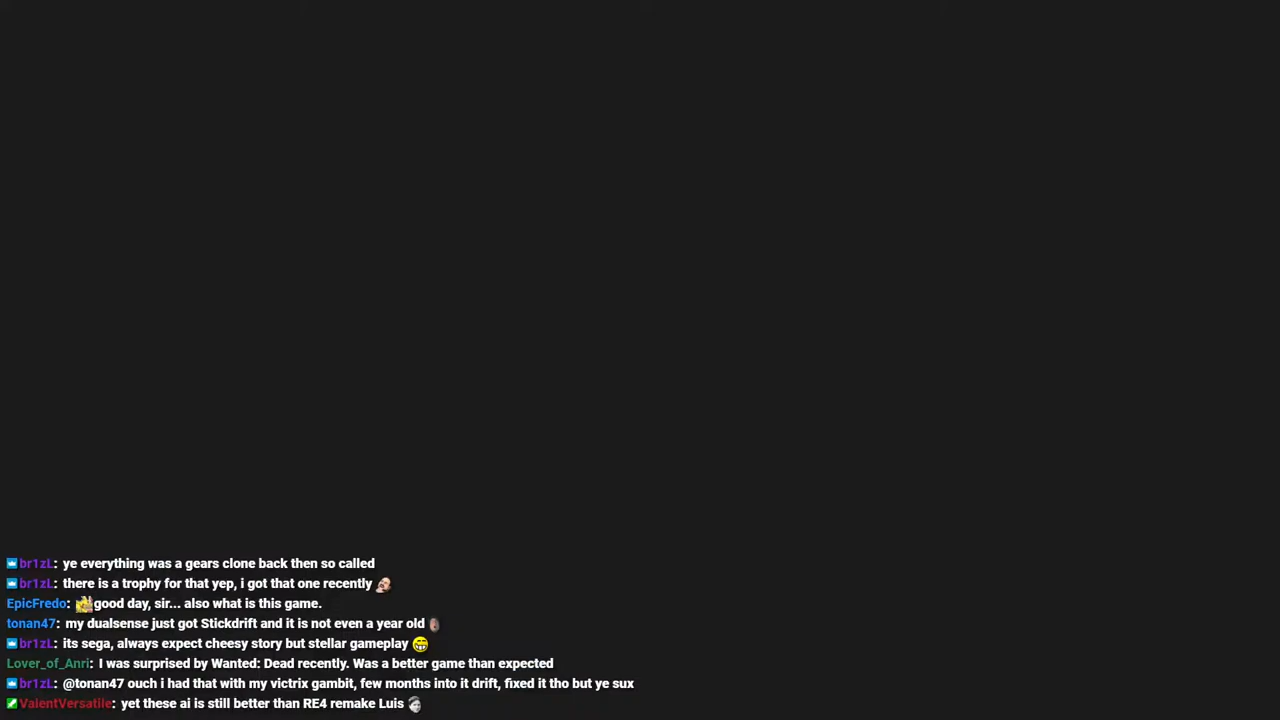 br1zL: ye everything was a gears clone back then so called
br1zL: there is a trophy for that yep, i got that one recently
EpicFredo: good day, sir... also what is this game.
tonan47: my dualsense just got Stickdrift and it is not even a year old
br1zL: its sega, always expect cheesy story but stellar gameplay
Lover_of_Anri: I was surprised by Wanted: Dead recently. Was a better game than expected
br1zL: @tonan47 ouch i had that with my victrix gambit, few months into it drift, fixed it tho but ye sux
ValentVersatile: yet these ai is still better than RE4 remake Luis